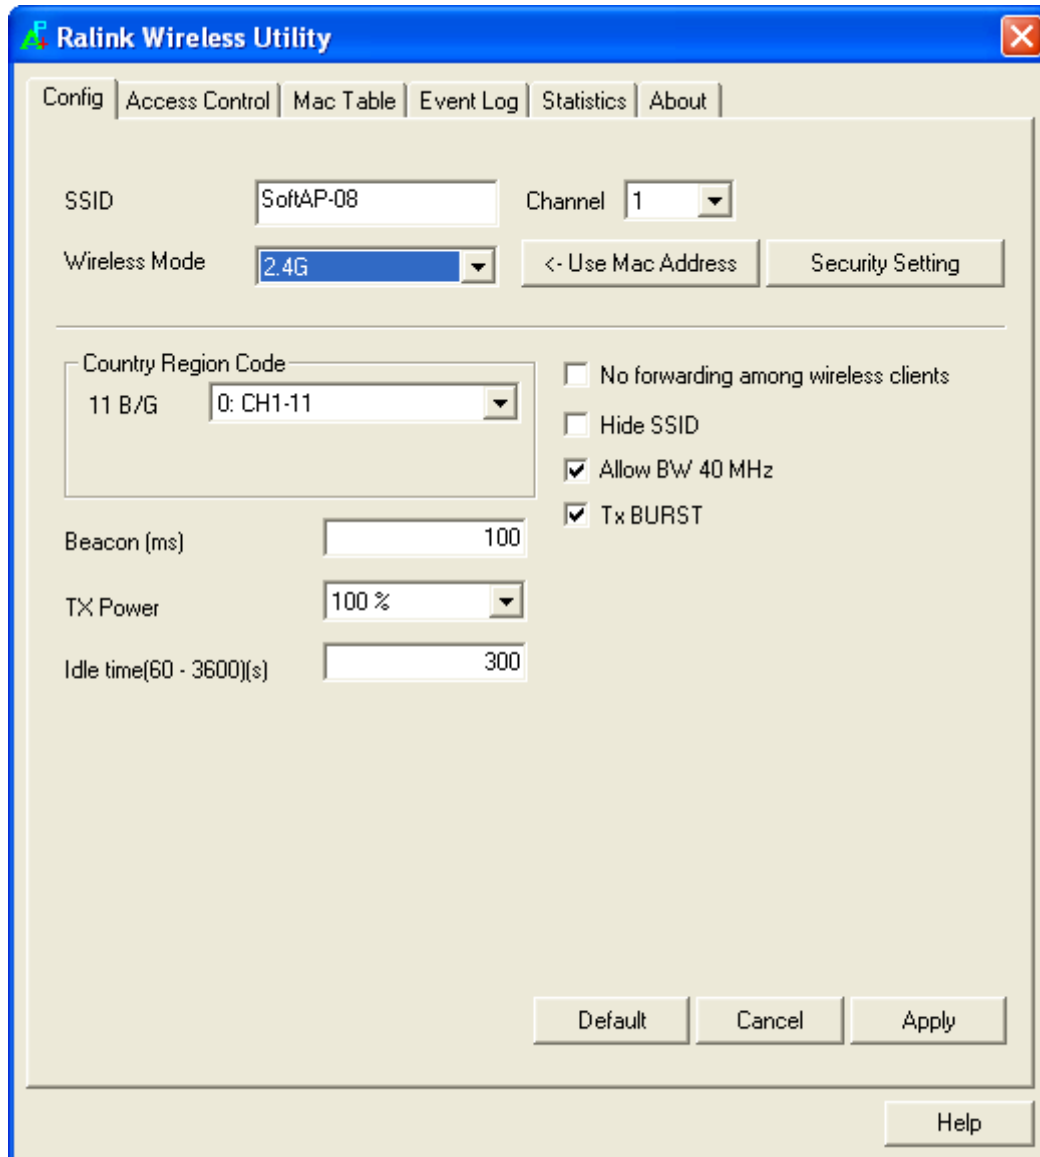 Ralink Wireless Utility
Config Access Control Mac Table Event Log Statistics About
SSID SoftAP-08 Channel 1
Wireless Mode 2.4G <- Use Mac Address Security Setting
Country Region Code
11 B/G 0: CH1-11
No forwarding among wireless clients
Hide SSID
Allow BW 40 MHz
Tx BURST
Beacon (ms) 100
TX Power 100 %
Idle time(60 - 3600)(s) 300
Default Cancel Apply
Help